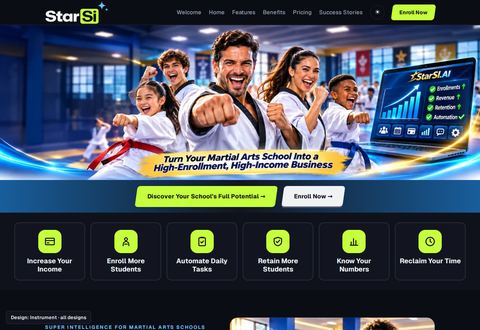 StarSi
Welcome Home Features Benefits Pricing Success Stories Enroll Now
StarSI.AI
Enrollments
Revenue
Retention
Automation
Turn Your Martial Arts School Into a
High-Enrollment, High-Income Business
Discover Your School's Full Potential → Enroll Now →
Increase Your
Income
Enroll More
Students
Automate Daily
Tasks
Retain More
Students
Know Your
Numbers
Reclaim Your Time
Design: Instrument · all designs
SUPER INTELLIGENCE FOR MARTIAL ARTS SCHOOLS